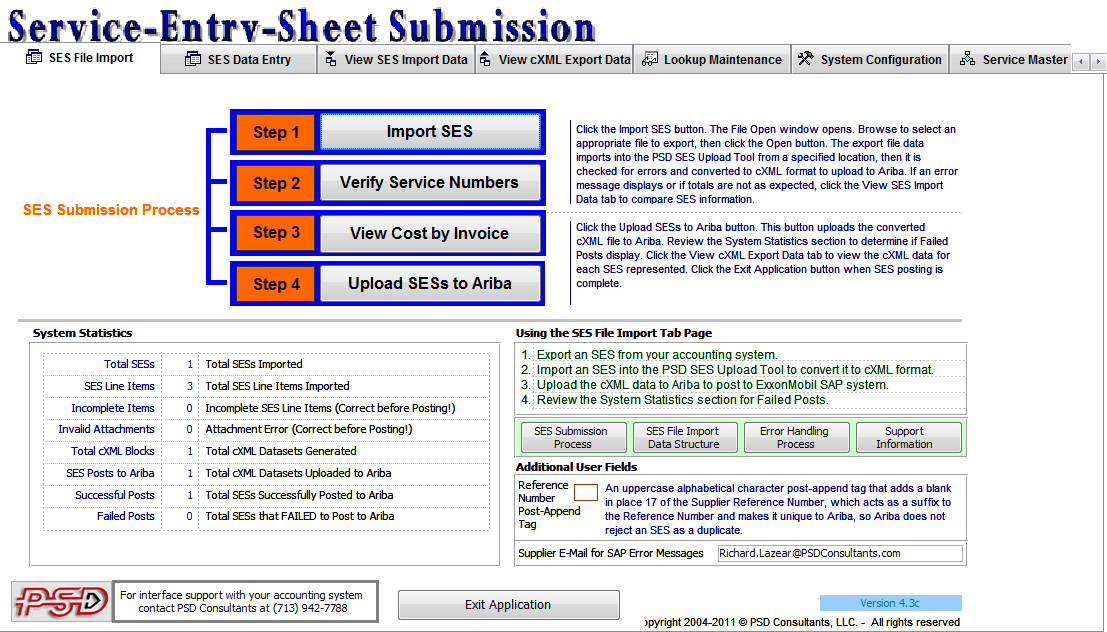 Service-Entry-Sheet Submission
SES File Import
SES Data Entry
View SES Import Data
View cXML Export Data
Lookup Maintenance
System Configuration
Service Master
SES Submission Process
Step 1
Import SES
Step 2
Verify Service Numbers
Step 3
View Cost by Invoice
Step 4
Upload SESs to Ariba
Click the Import SES button. The File Open window opens. Browse to select an
appropriate file to export, then click the Open button. The export file data
imports into the PSD SES Upload Tool from a specified location, then it is
checked for errors and converted to cXML format to upload to Ariba. If an error
message displays or if totals are not as expected, click the View SES Import
Data tab to compare SES information.
Click the Upload SESs to Ariba button. This button uploads the converted
cXML file to Ariba. Review the System Statistics section to determine if Failed
Posts display. Click the View cXML Export Data tab to view the cXML data for
each SES represented. Click the Exit Application button when SES posting is
complete.
System Statistics
Total SESs 1 Total SESs Imported
SES Line Items 3 Total SES Line Items Imported
Incomplete Items 0 Incomplete SES Line Items (Correct before Posting!)
Invalid Attachments 0 Attachment Error (Correct before Posting!)
Total cXML Blocks 1 Total cXML Datasets Generated
SES Posts to Ariba 1 Total cXML Datasets Uploaded to Ariba
Successful Posts 1 Total SESs Successfully Posted to Ariba
Failed Posts 0 Total SESs that FAILED to Post to Ariba
Using the SES File Import Tab Page
1. Export an SES from your accounting system.
2. Import an SES into the PSD SES Upload Tool to convert it to cXML format.
3. Upload the cXML data to Ariba to post to ExxonMobil SAP system.
4. Review the System Statistics section for Failed Posts.
SES Submission
Process
SES File Import
Data Structure
Error Handling
Process
Support
Information
Additional User Fields
Reference
Number
Post-Append
Tag
An uppercase alphabetical character post-append tag that adds a blank
in place 17 of the Supplier Reference Number, which acts as a suffix to
the Reference Number and makes it unique to Ariba, so Ariba does not
reject an SES as a duplicate.
Supplier E-Mail for SAP Error Messages Richard.Lazear@PSDConsultants.com
PSD
For interface support with your accounting system
contact PSD Consultants at (713) 942-7788
Exit Application
Version 4.3c
opyright 2004-2011 © PSD Consultants, LLC. - All rights reserved